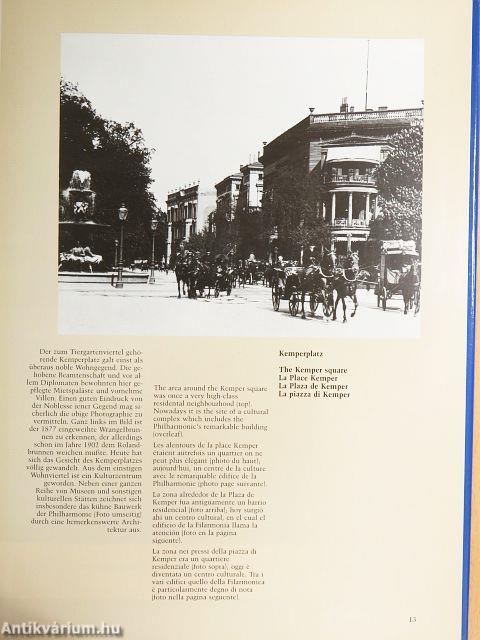 Der zum Tiergartenviertel gehö-
rende Kemperplatz galt einst als
überaus noble Wohngegend. Die ge-
hobene Beamtenschaft und vor al-
lem Diplomaten bewohnten hier ge-
pflegte Mietspaläste und vornehme
Villen. Einen guten Eindruck von
der Noblesse jener Gegend mag si-
cherlich die obige Photographie zu
vermitteln. Ganz links im Bild ist
der 1877 eingeweihte Wrangelbrun-
nen zu erkennen, der allerdings
schon im Jahre 1902 dem Roland-
brunnen weichen mußte. Heute hat
sich das Gesicht des Kemperplatzes
völlig gewandelt. Aus dem einstigen
Wohnviertel ist ein Kulturzentrum
geworden. Neben einer ganzen
Reihe von Museen und sonstigen
kulturellen Stätten zeichnet sich
insbesondere das kühne Bauwerk
der Philharmonie (Foto umseitig)
durch eine bemerkenswerte Archi-
tektur aus.
The area around the Kemper square
was once a very high-class
residental neighbourhood (top).
Nowadays it is the site of a cultural
complex which includes the
Philharmonic's remarkable building
(overleaf).
Les alentours de la place Kemper
étaient autrefois un quartier on ne
peut plus élégant (photo du haut);
aujourd'hui, un centre de la culture
avec le remarquable édifice de la
Philharmonie (photo page suivante).
La zona alrededor de la Plaza de
Kemper fua antiguamente un barrio
residencial (foto arriba); hoy surgió
ahí un centro cultural, en el cual el
edificio de la Filarmonía llama la
atención (foto en la pagina
siguente).
La zona nei pressi della piazza di
Kemper era un quartiere
residenziale (foto sopra); oggi è
diventata un centro culturale. Tra i
vari edifici quello della Filarmonica
è particolarmente degno di nota
(foto nella pagina seguente).
Kemperplatz
The Kemper square
La Place Kemper
La Plaza de Kemper
La piazza di Kemper
13
Antikvárium.hu